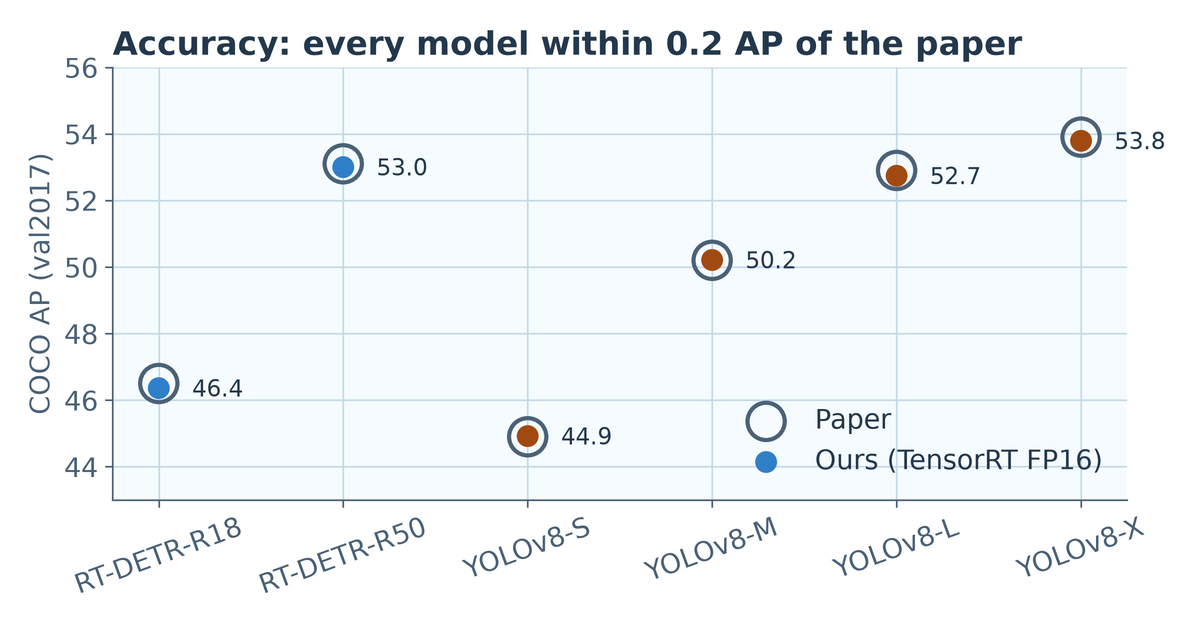 Accuracy: every model within 0.2 AP of the paper
COCO AP (val2017)
56
54
52
50
48
46
44
46.4
53.0
44.9
50.2
52.7
53.8
Paper
Ours (TensorRT FP16)
RT-DETR-R18
RT-DETR-R50
YOLOv8-S
YOLOv8-M
YOLOv8-L
YOLOv8-X